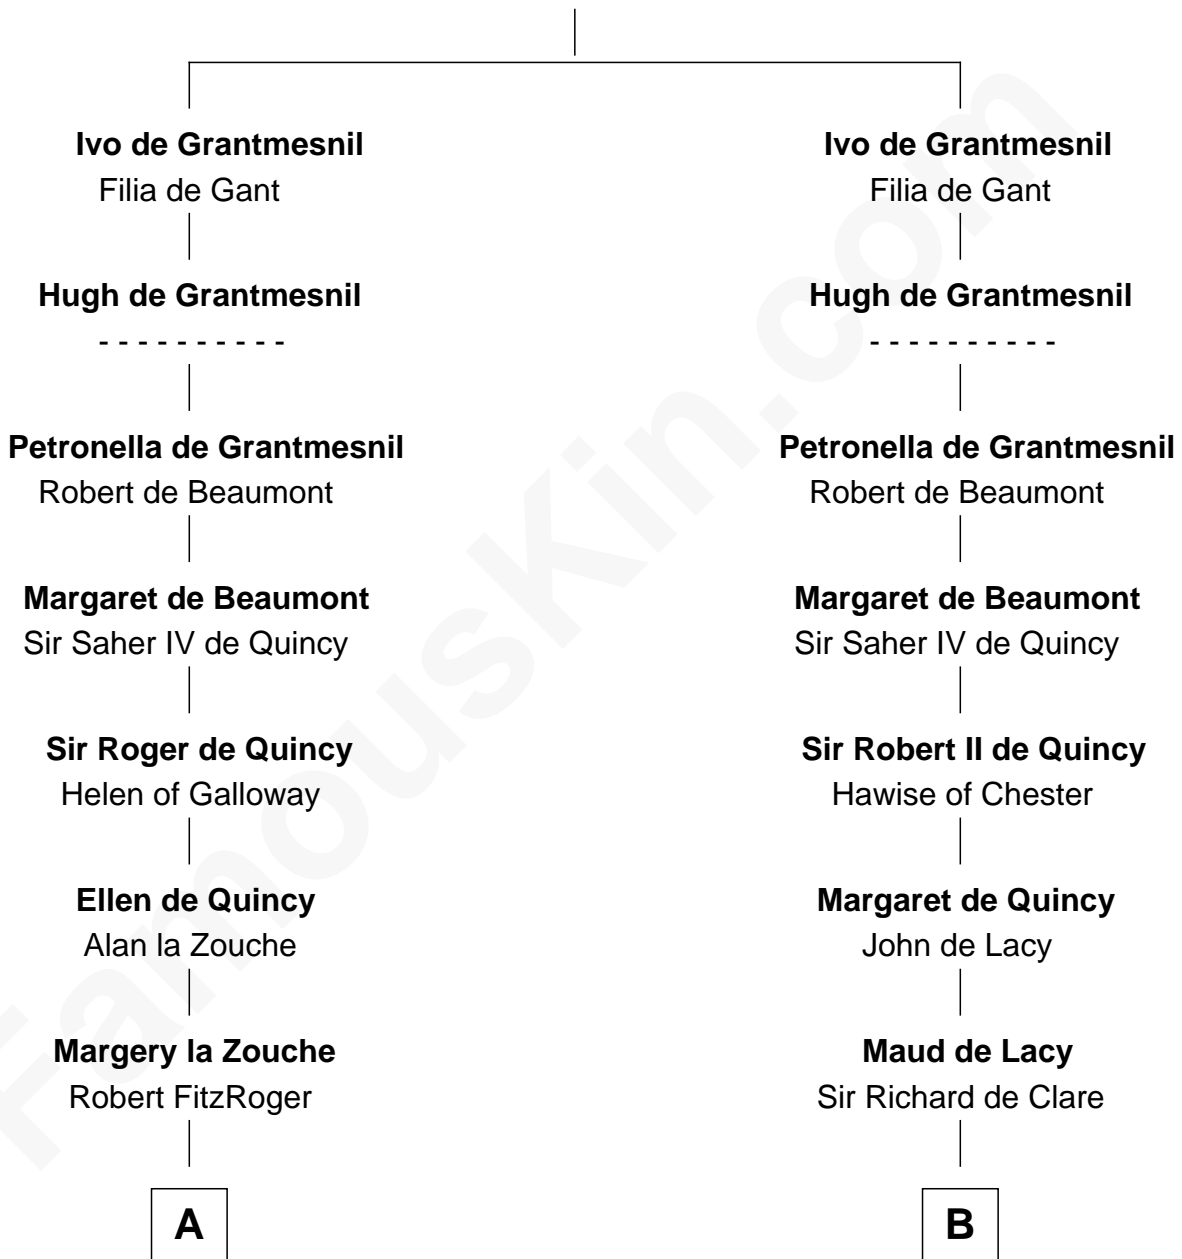 Ivo de Grantmesnil
Filia de Gant
Hugh de Grantmesnil
- - - - - - - - - -
Petronella de Grantmesnil
Robert de Beaumont
Margaret de Beaumont
Sir Saher IV de Quincy
Sir Roger de Quincy
Helen of Galloway
Ellen de Quincy
Alan la Zouche
Margery la Zouche
Robert FitzRoger
A
Ivo de Grantmesnil
Filia de Gant
Hugh de Grantmesnil
- - - - - - - - - -
Petronella de Grantmesnil
Robert de Beaumont
Margaret de Beaumont
Sir Saher IV de Quincy
Sir Robert II de Quincy
Hawise of Chester
Margaret de Quincy
John de Lacy
Maud de Lacy
Sir Richard de Clare
B
FamousKin.com